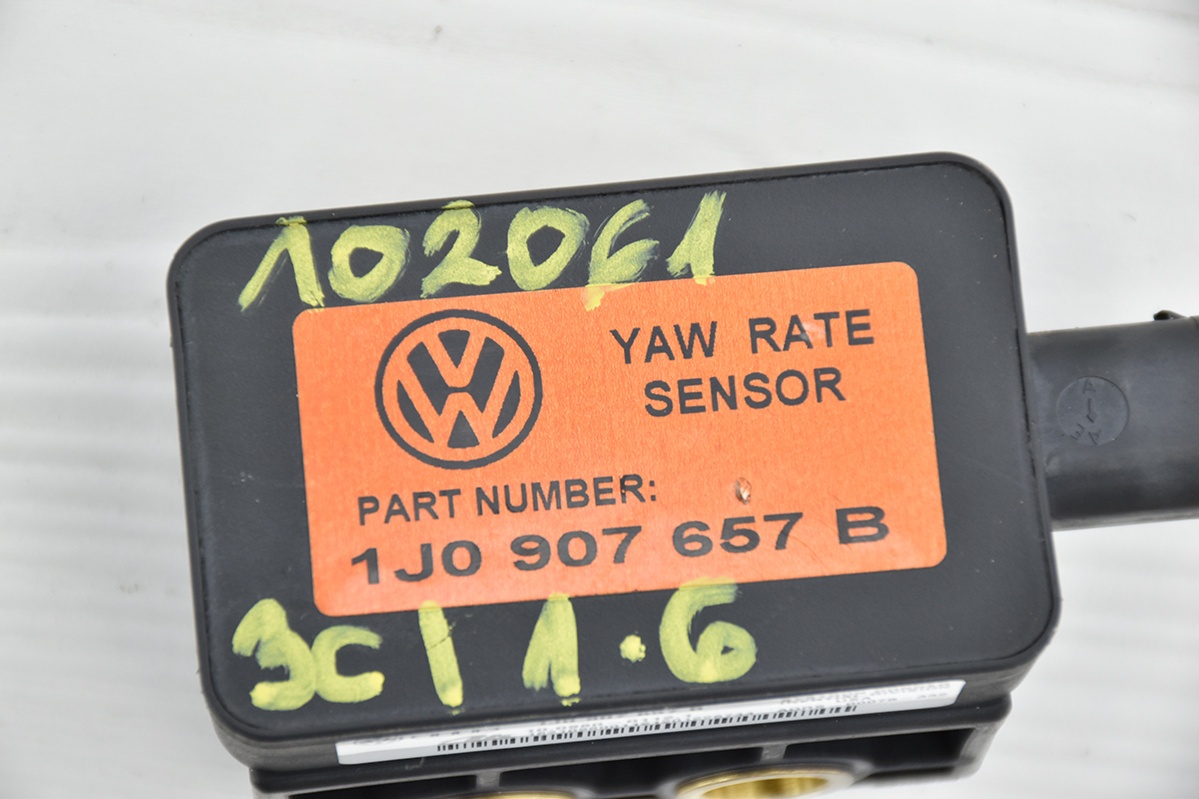 102061
YAW RATE
SENSOR
PART NUMBER:
1J0 907 657 B
3C | 1.6